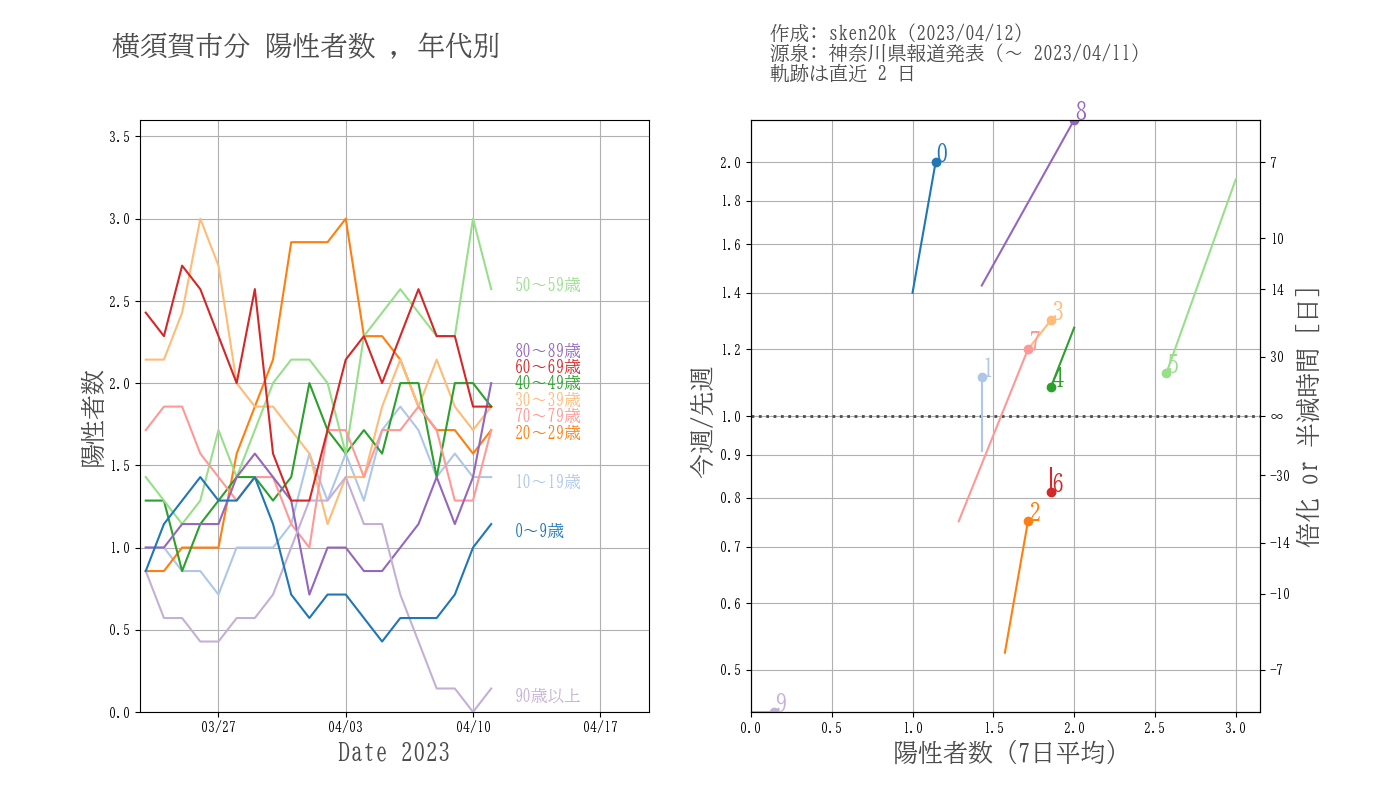 横須賀市分 陽性者数 , 年代別
作成: sken20k (2023/04/12)
源泉: 神奈川県報道発表 (〜 2023/04/11)
軌跡は直近 2 日
陽性者数
3.5
3.0
2.5
2.0
1.5
1.0
0.5
0.0
03/27
04/03
04/10
04/17
Date 2023
50〜59歳
80〜89歳
60〜69歳
40〜49歳
30〜39歳
70〜79歳
20〜29歳
10〜19歳
0〜9歳
90歳以上
今週/先週
2.0
1.8
1.6
1.4
1.2
1.0
0.9
0.8
0.7
0.6
0.5
0.0
0.5
1.0
1.5
2.0
2.5
3.0
陽性者数 (7日平均)
8
0
3
7
1
4
5
6
2
9
7
10
14
30
∞
−30
−14
−10
−7
倍化 or 半減時間 [日]